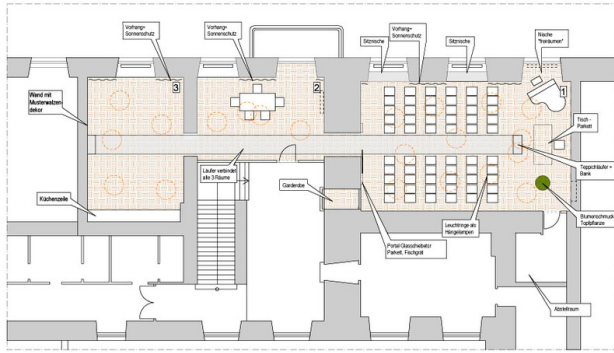 Vorhang=
Sonnenschutz
Vorhang=
Sonnenschutz
Sitznische
Vorhang=
Sonnenschutz
Sitznische
Nische
"freiräumen"
3
2
1
Wand mit
Musterwalzen
dekor
Tisch -
Parkett
Läufer verbindet
alle 3 Räume
Teppichläufer =
Bank
Küchenzeile
Garderobe
Blumenschmuck
Topfpflanze
Portal Glasschiebetür
Parkett, Fischgrat
Leuchtringe als
Hängelampen
Abstellraum